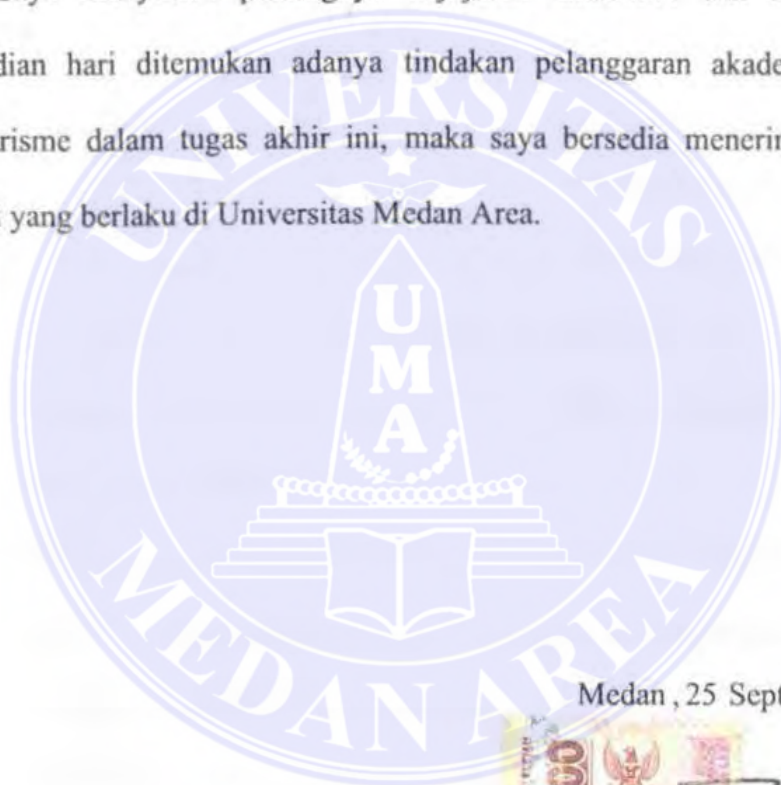 dian hari ditemukan adanya tindakan pelanggaran akade
risme dalam tugas akhir ini, maka saya bersedia menerin
yang berlaku di Universitas Medan Area.
UNIVERSITAS
U
M
A
MEDAN AREA
Medan , 25 Sept